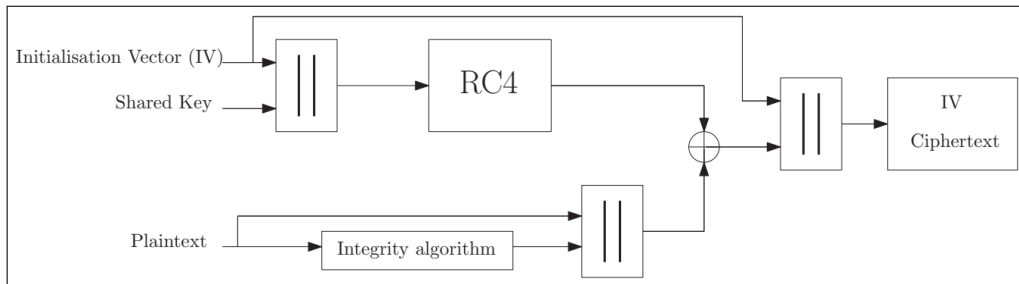 Initialisation Vector (IV)
Shared Key
RC4
IV
Ciphertext
Plaintext
Integrity algorithm